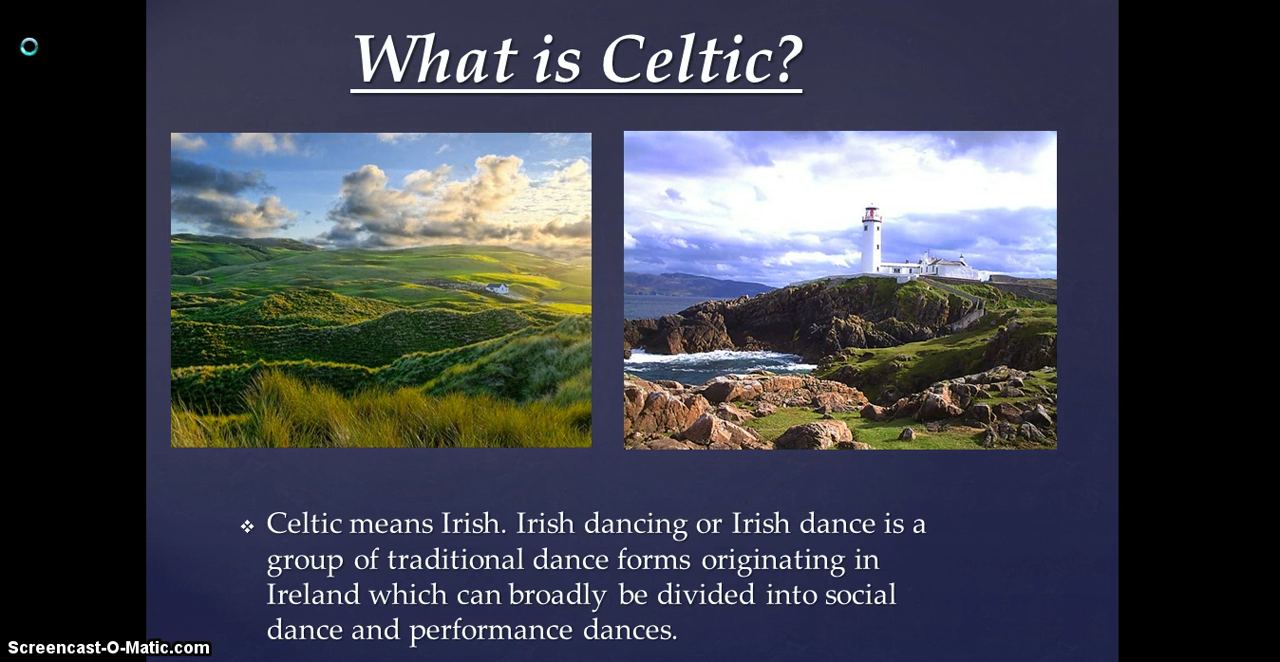 What is Celtic?
❖ Celtic means Irish. Irish dancing or Irish dance is a
group of traditional dance forms originating in
Ireland which can broadly be divided into social
dance and performance dances.
Screencast-O-Matic.com